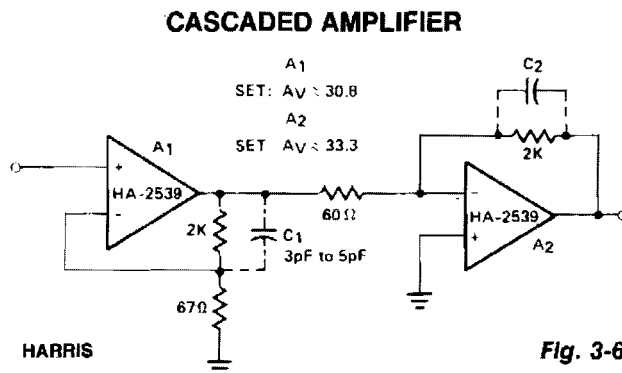 CASCADED AMPLIFIER
A1
SET: AV ≈ 30.8
A2
SET AV ≈ 33.3
C2
2K
A1
+
HA-2539
-
60Ω
-
HA-2539
+
A2
2K
C1
3pF to 5pF
67Ω
HARRIS
Fig. 3-6